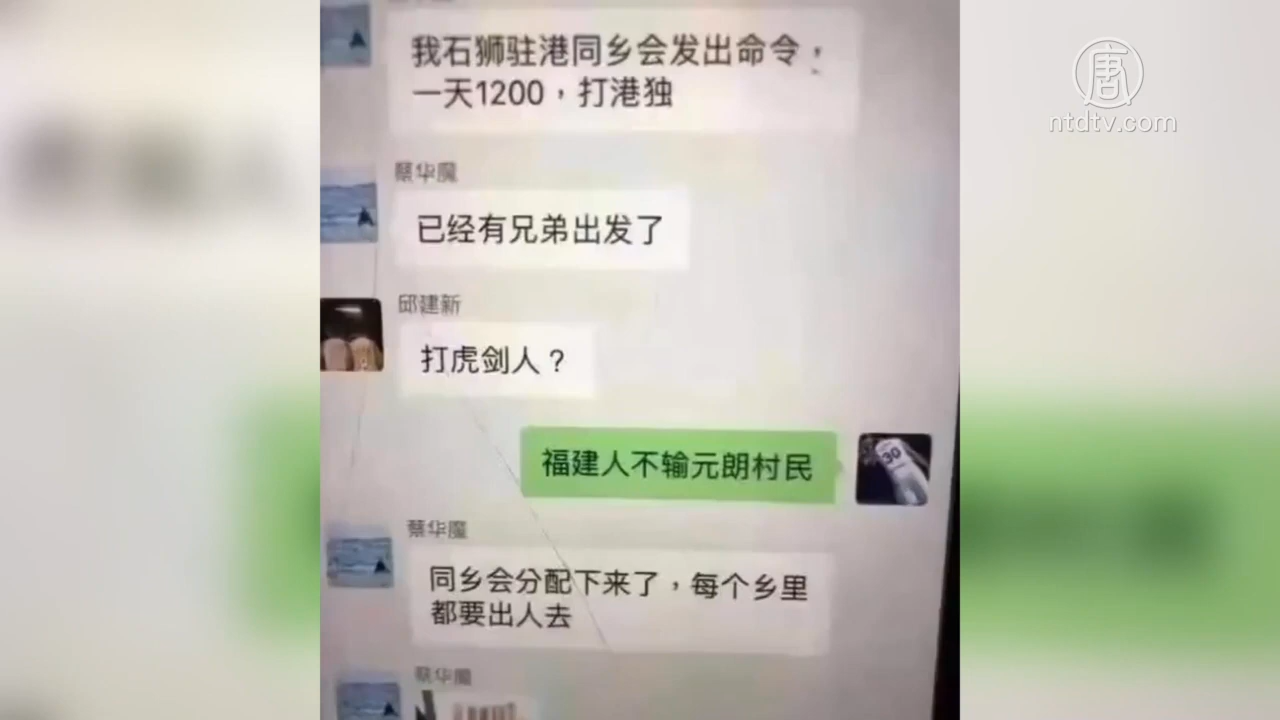 我石狮驻港同乡会发出命令，
一天1200，打港独
唐
ntdtv.com
蔡华魔
已经有兄弟出发了
邱建新
打虎剑人？
30
福建人不输元朗村民
蔡华魔
同乡会分配下来了，每个乡里
都要出人去
蔡华魔